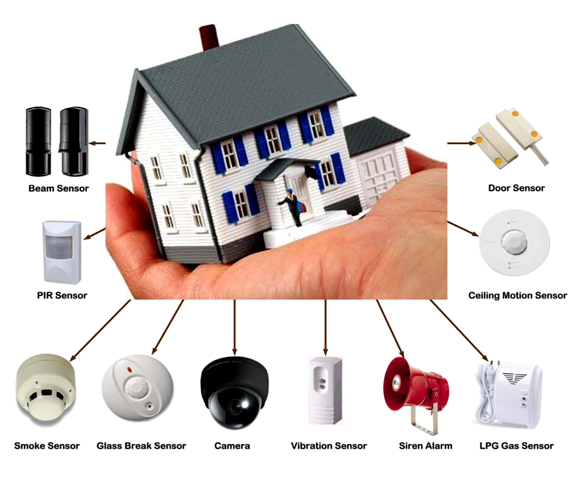 Beam Sensor
Door Sensor
PIR Sensor
Ceiling Motion Sensor
Smoke Sensor
Glass Break Sensor
Camera
Vibration Sensor
Siren Alarm
LPG Gas Sensor